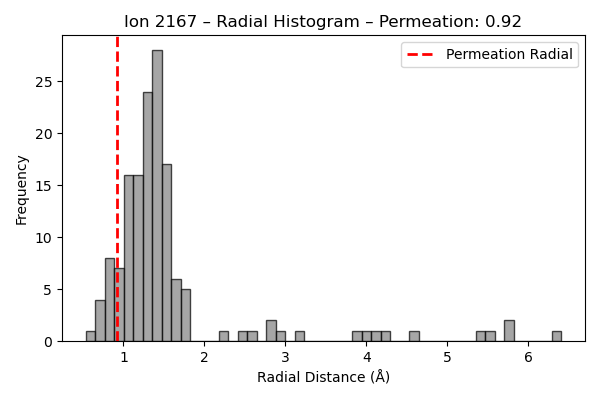 Ion 2167 – Radial Histogram – Permeation: 0.92
Permeation Radial
Frequency
25
20
15
10
5
0
1 2 3 4 5 6
Radial Distance (Å)